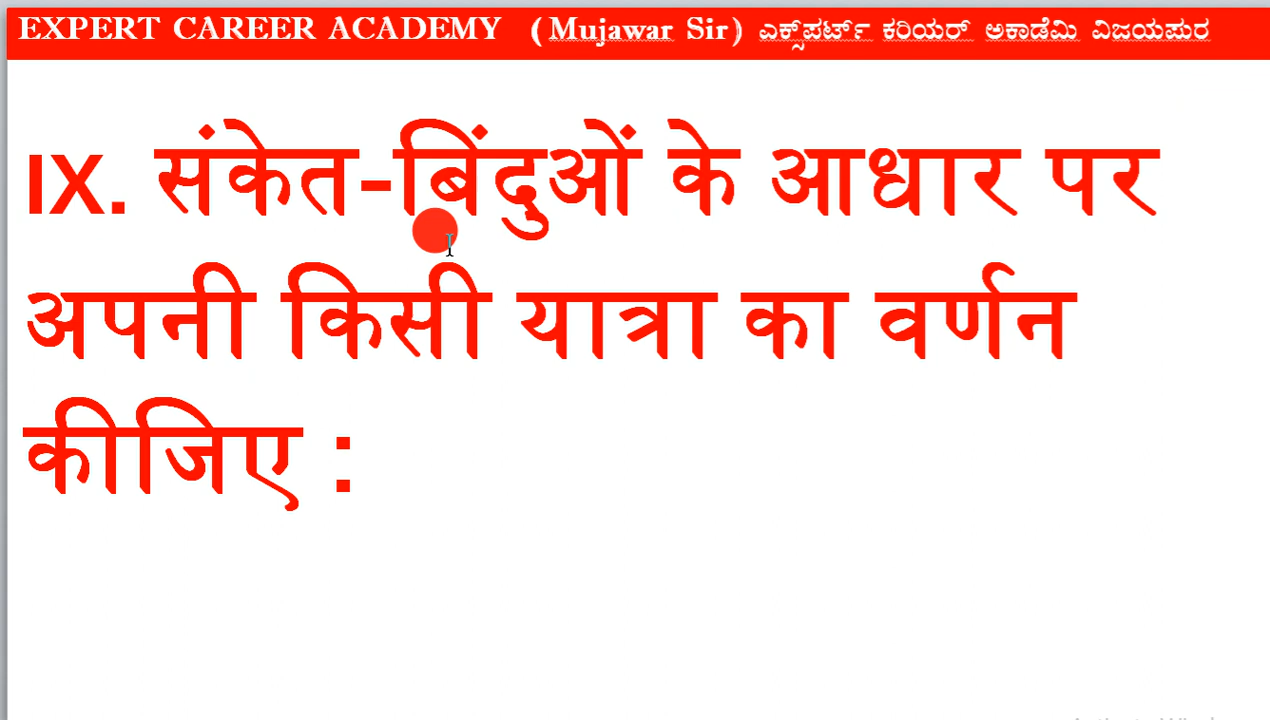 EXPERT CAREER ACADEMY (Mujawar Sir) ಎಕ್ಸ್‌ಪರ್ಟ್ ಕರಿಯರ್ ಅಕಾಡೆಮಿ ವಿಜಯಪುರ
IX. संकेत-बिंदुओं के आधार पर
अपनी किसी यात्रा का वर्णन
कीजिए :